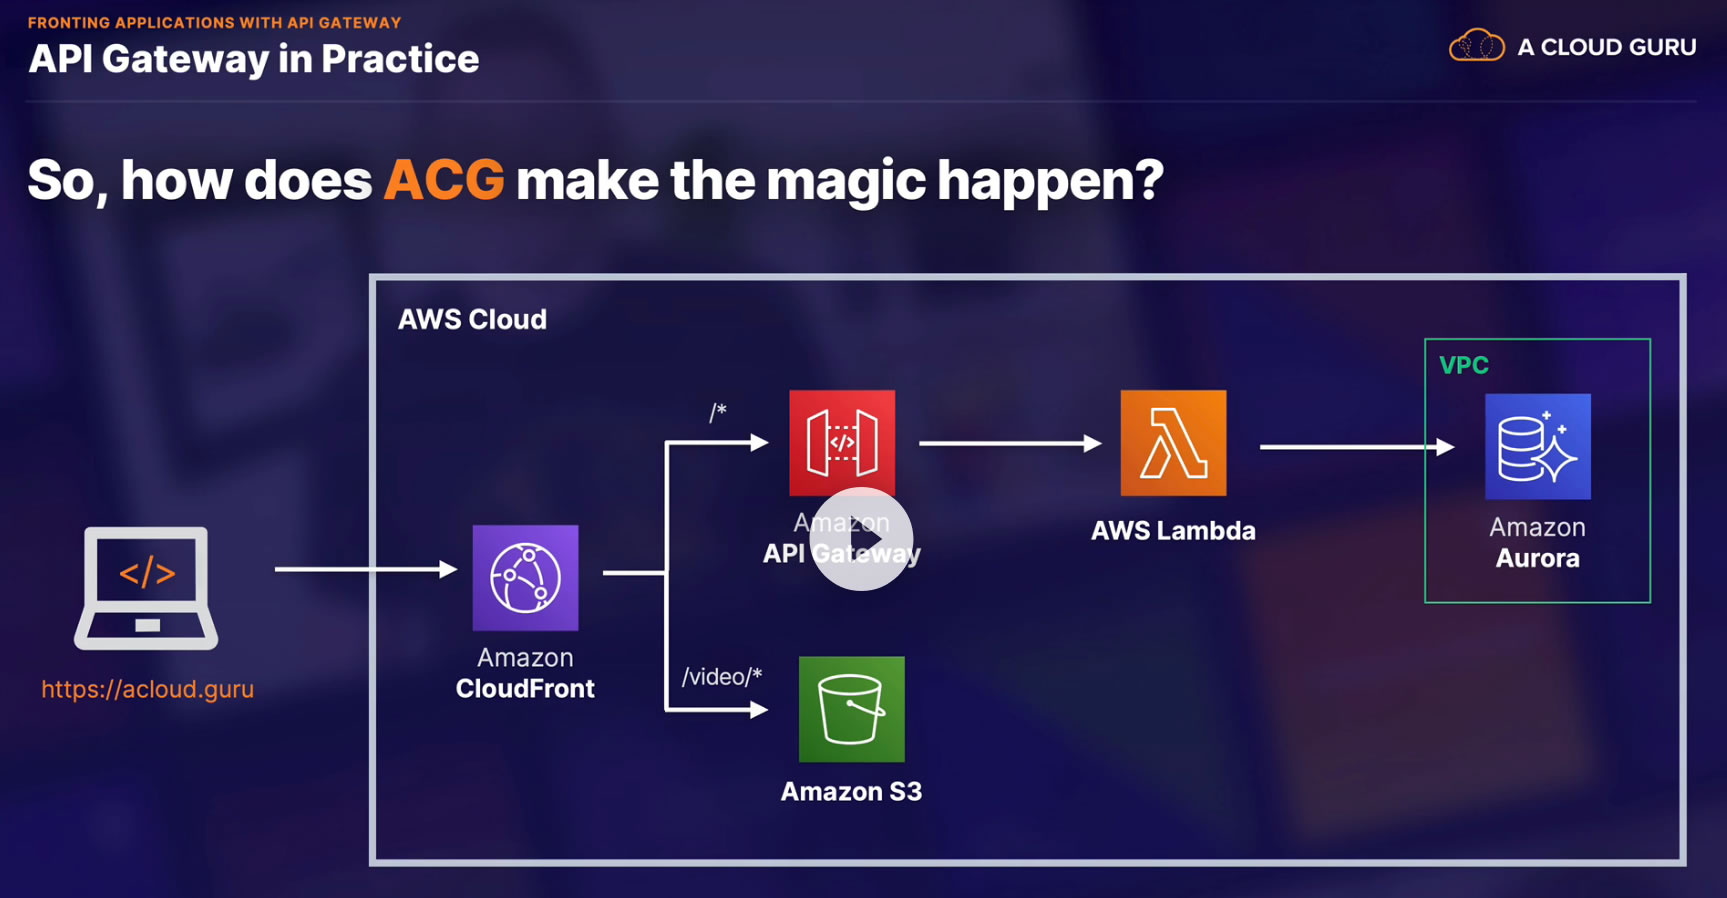 FRONTING APPLICATIONS WITH API GATEWAY
API Gateway in Practice
A CLOUD GURU
So, how does ACG make the magic happen?
AWS Cloud
VPC
/*
</>
Amazon
API Gateway
AWS Lambda
Amazon
Aurora
</>
https://acloud.guru
Amazon
CloudFront
/video/*
Amazon S3